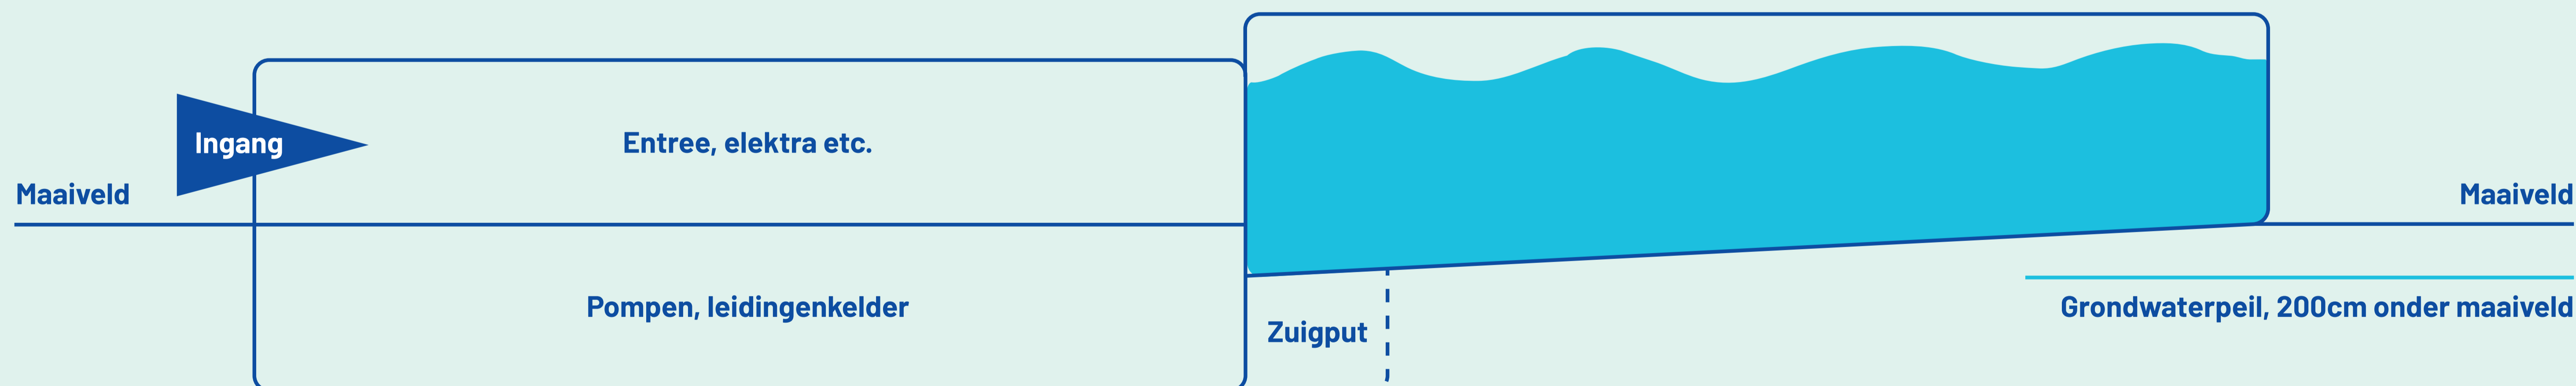 Ingang
Entree, elektra etc.
Maaiveld
Maaiveld
Pompen, leidingenkelder
Grondwaterpeil, 200cm onder maaiveld
Zuigput